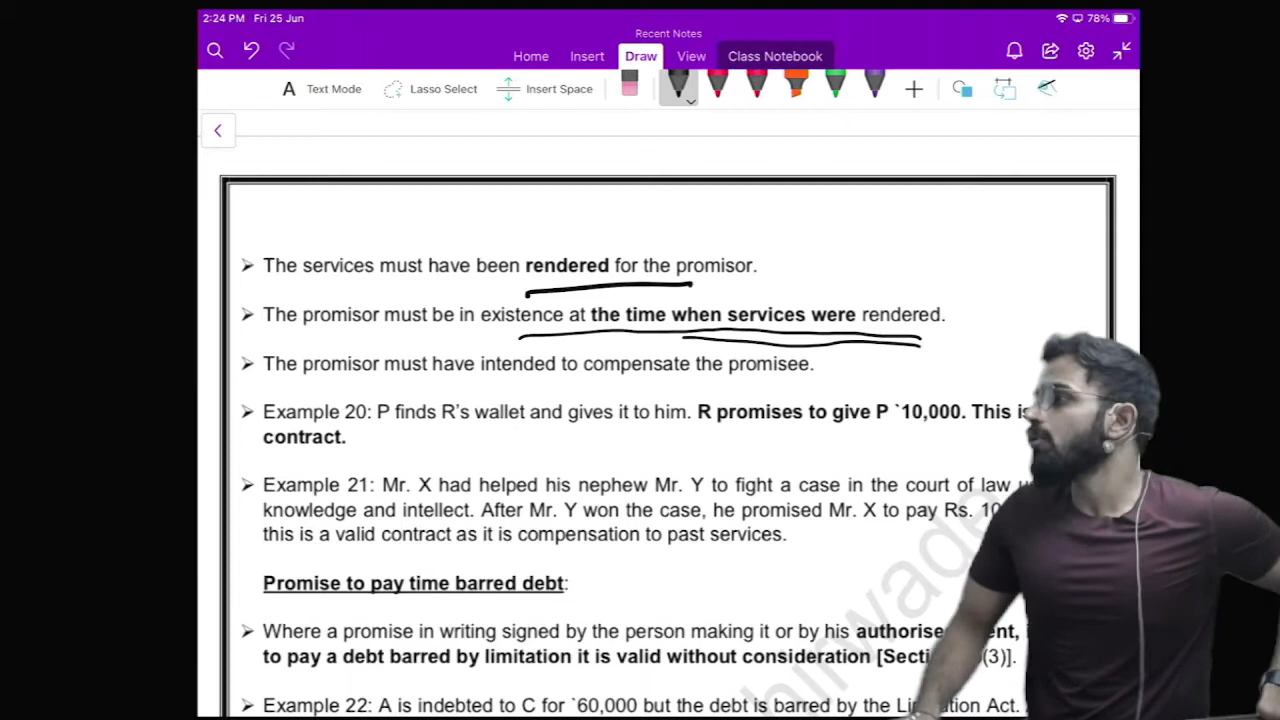 2:24 PM Fri 25 Jun
78%
Recent Notes
Home Insert Draw View Class Notebook
A Text Mode Lasso Select Insert Space
➢ The services must have been rendered for the promisor.
➢ The promisor must be in existence at the time when services were rendered.
➢ The promisor must have intended to compensate the promisee.
➢ Example 20: P finds R's wallet and gives it to him. R promises to give P `10,000. This is
contract.
➢ Example 21: Mr. X had helped his nephew Mr. Y to fight a case in the court of law
knowledge and intellect. After Mr. Y won the case, he promised Mr. X to pay Rs. 10
this is a valid contract as it is compensation to past services.
Promise to pay time barred debt:
➢ Where a promise in writing signed by the person making it or by his
to pay a debt barred by limitation it is valid without consideration (3)].
➢ Example 22: A is indebted to C for `60,000 but the debt is barred by the Act.